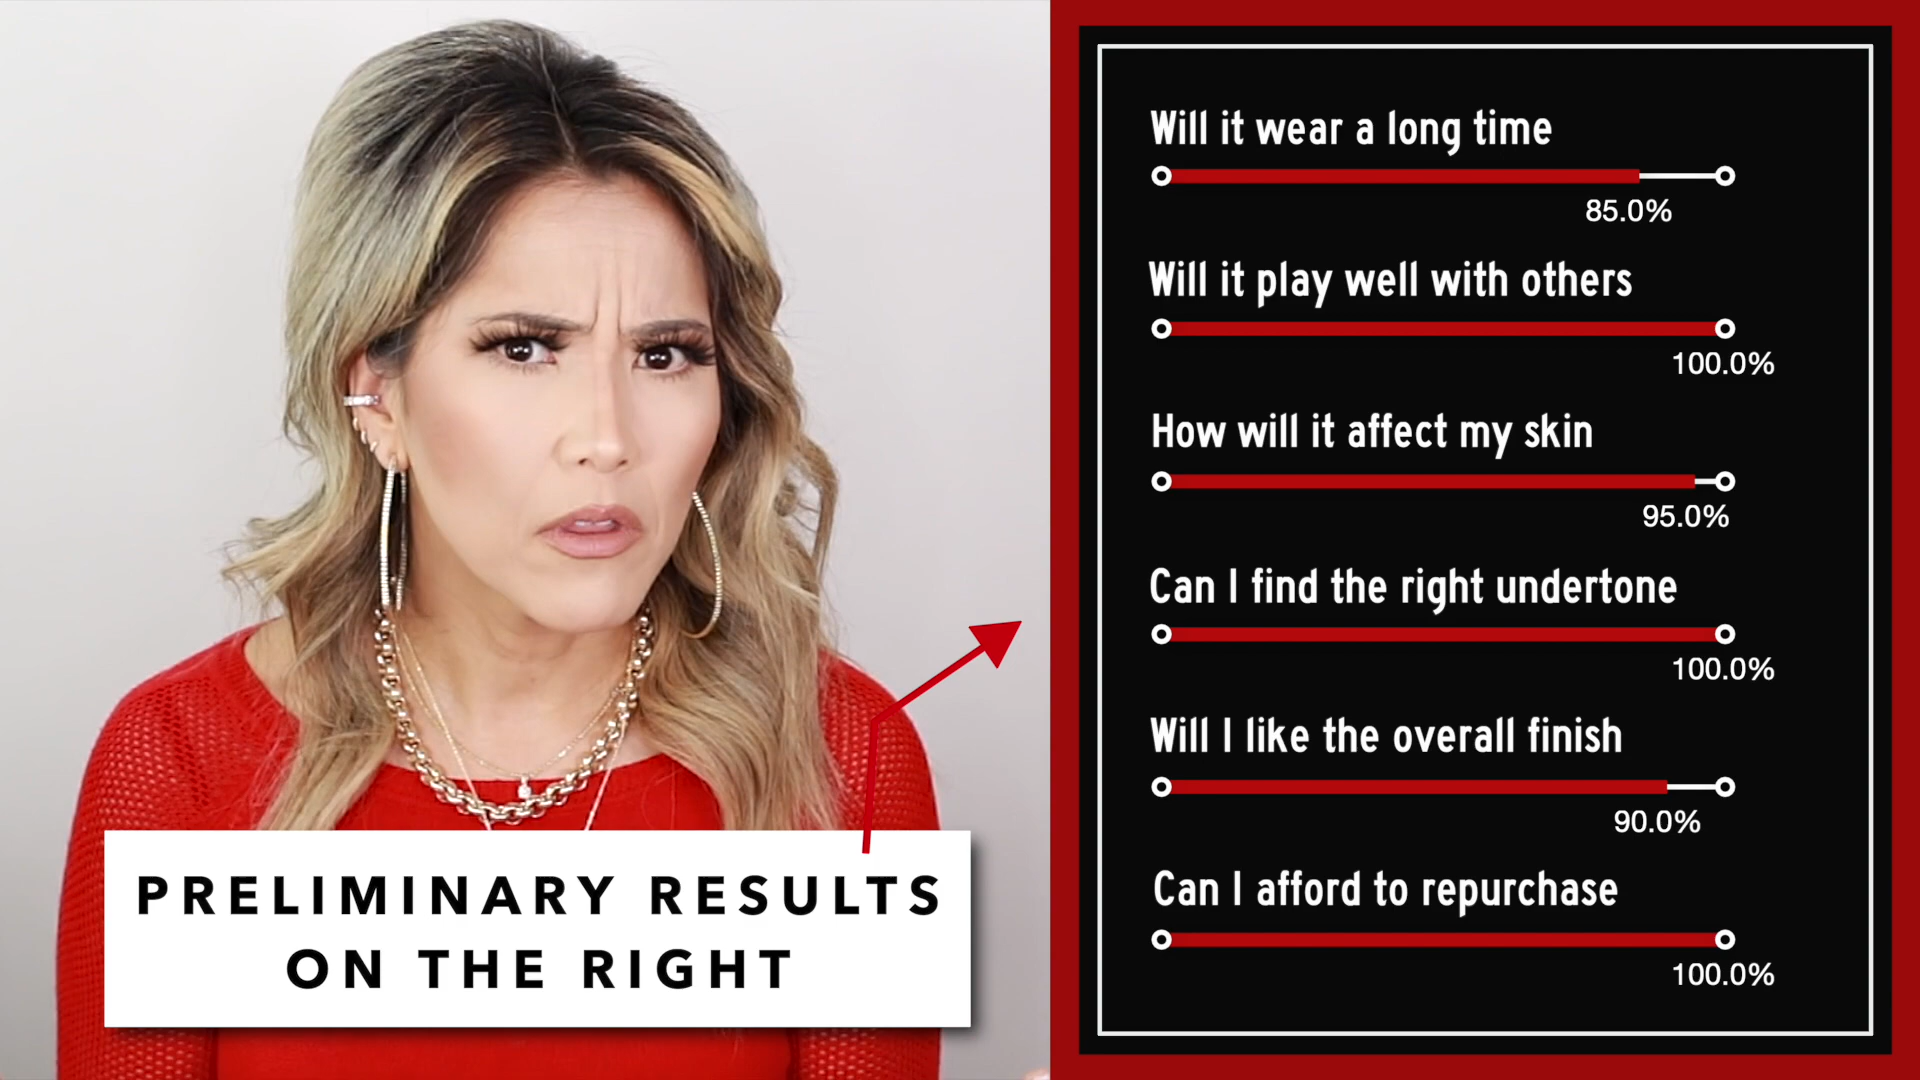 PRELIMINARY RESULTS
ON THE RIGHT
Will it wear a long time
85.0%
Will it play well with others
100.0%
How will it affect my skin
95.0%
Can I find the right undertone
100.0%
Will I like the overall finish
90.0%
Can I afford to repurchase
100.0%